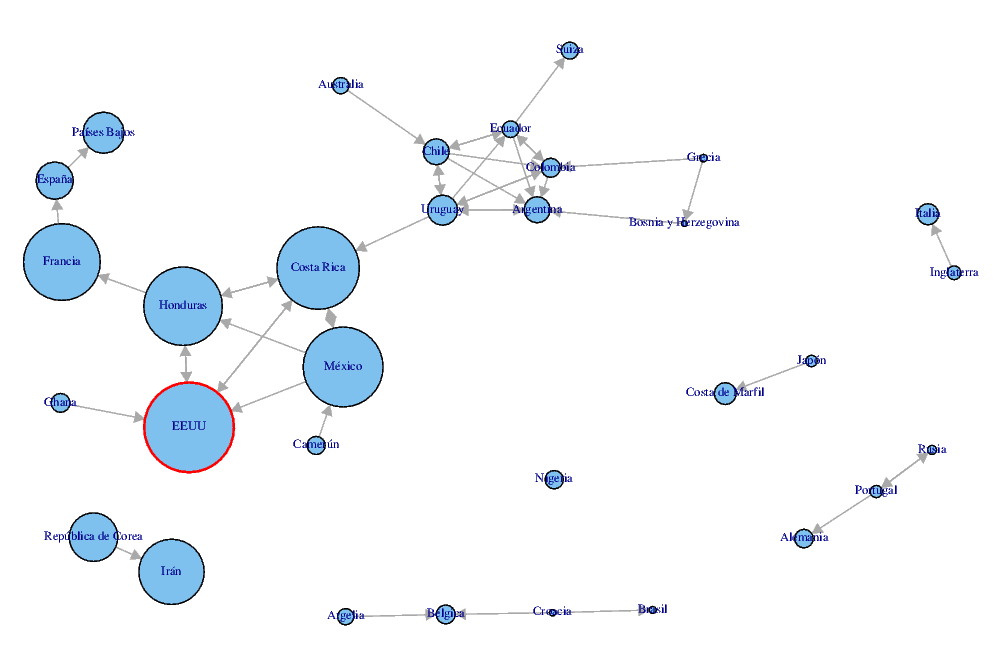 Suiza
Australia
Ecuador
Países Bajos
Chile
Colombia
Grecia
España
Uruguay
Argentina
Italia
Bosnia y Herzegovina
Francia
Costa Rica
Inglaterra
Honduras
México
Japón
Costa de Marfil
Ghana
EEUU
Camerún
Rusia
Nigeria
Portugal
República de Corea
Alemania
Irán
Argelia
Bélgica
Croacia
Brasil